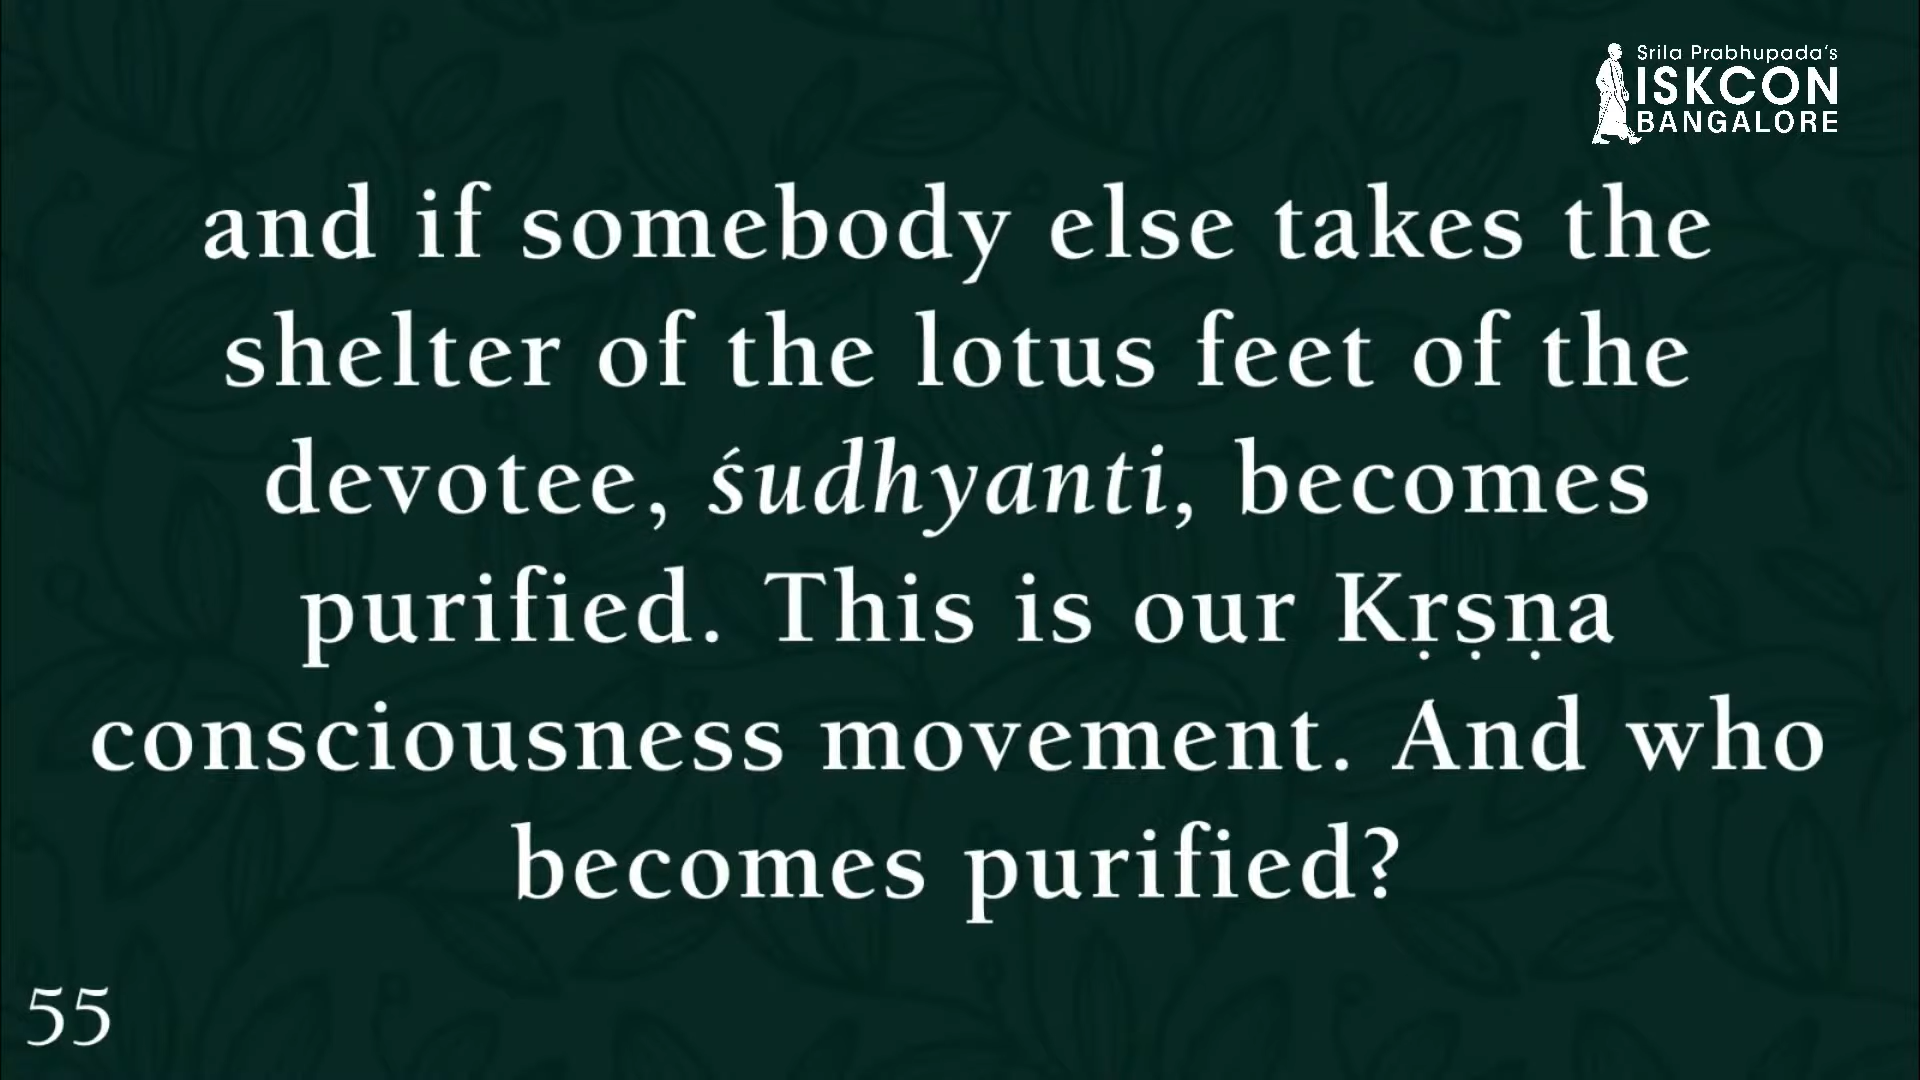 Srila Prabhupada's
ISKCON
BANGALORE
and if somebody else takes the
shelter of the lotus feet of the
devotee, śudhyanti, becomes
purified. This is our Kṛṣṇa
consciousness movement. And who
becomes purified?
55